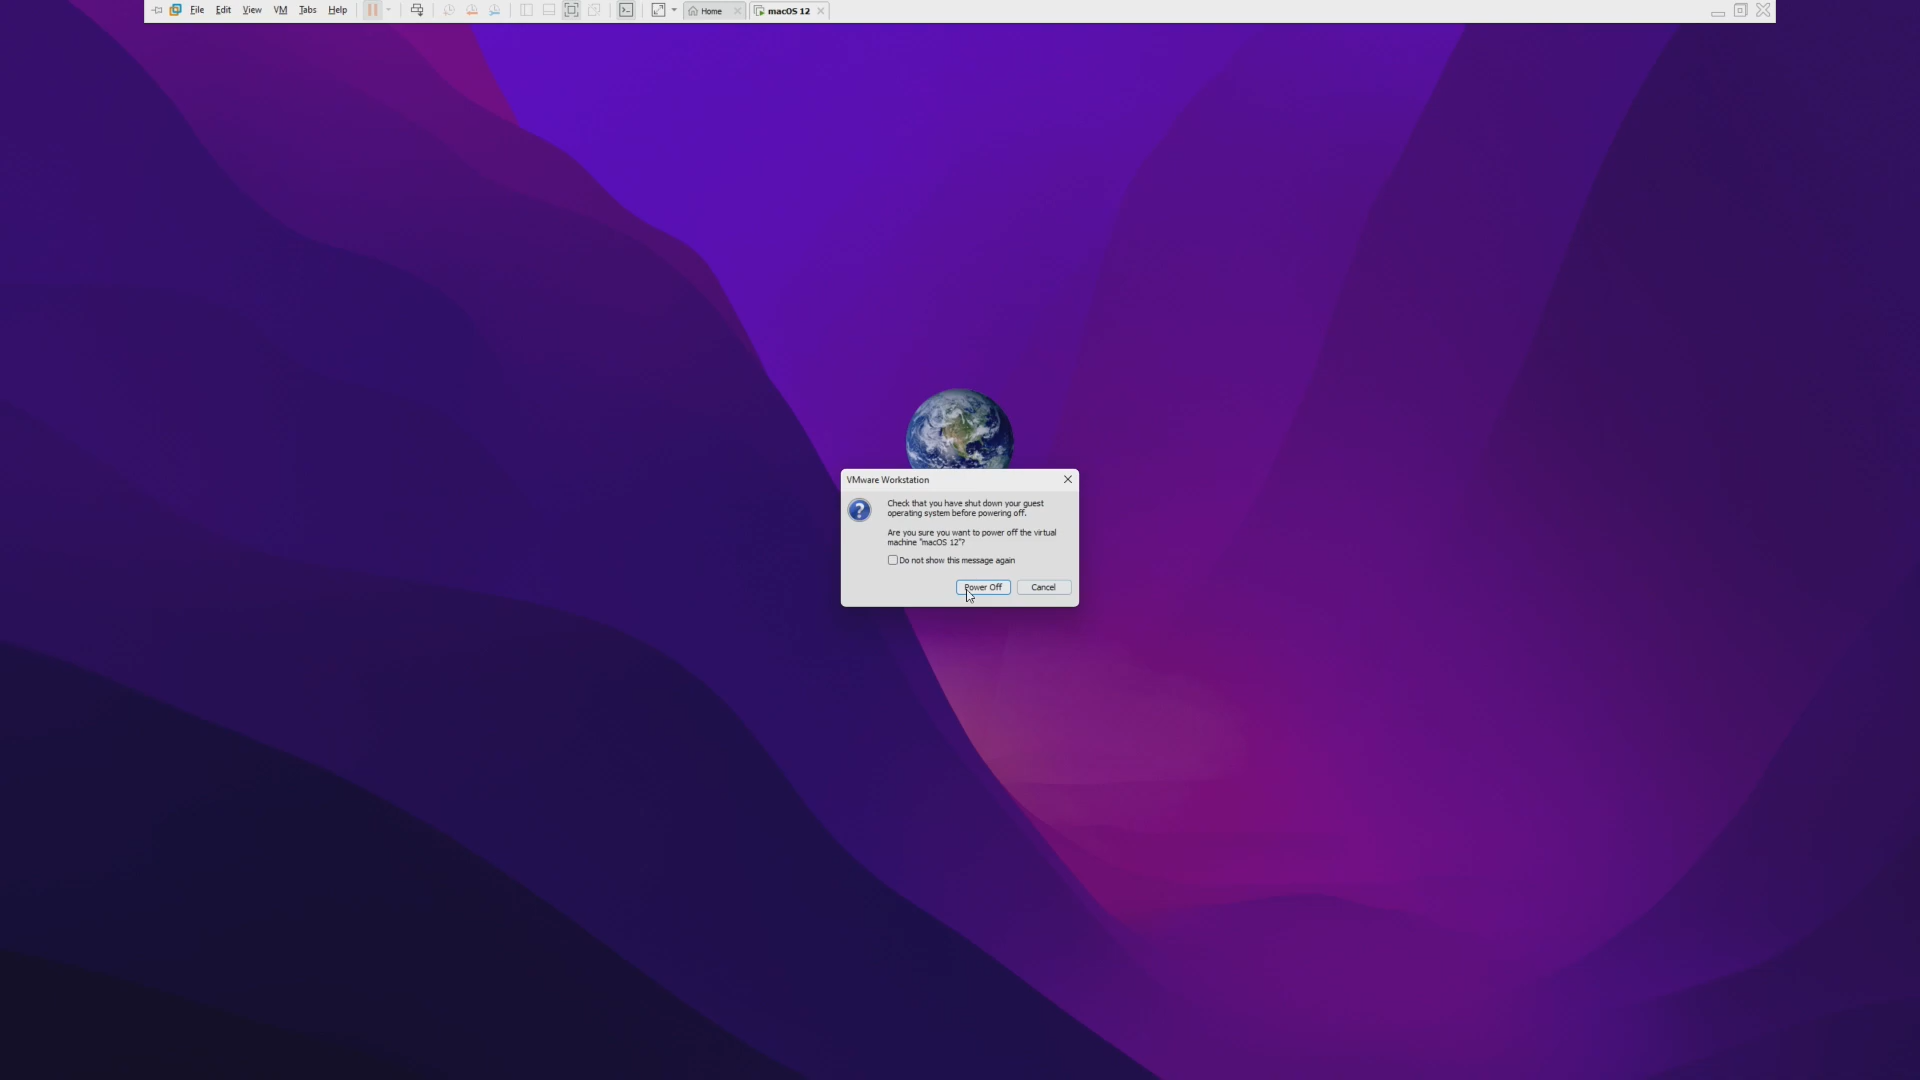 File Edit View VM Tabs Help Home macOS 12
VMware Workstation
Check that you have shut down your guest
operating system before powering off.
Are you sure you want to power off the virtual
machine "macOS 12"?
Do not show this message again
Power Off Cancel